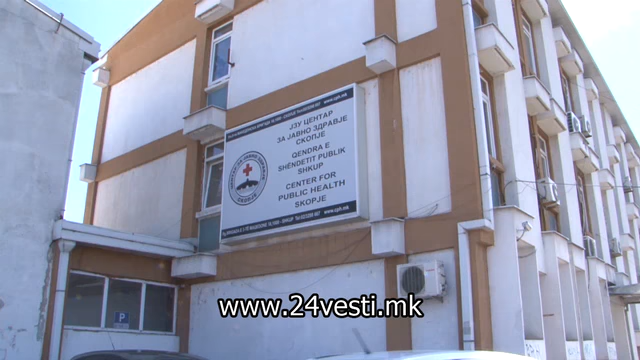 ЈЗУ ЦЕНТАР
ЗА ЈАВНО ЗДРАВЈЕ
СКОПЈЕ
QENDRA E
SHËNDETIT PUBLIK
SHKUP
CENTER FOR
PUBLIC HEALTH
SKOPJE
www.cph.mk
P
www.24vesti.mk